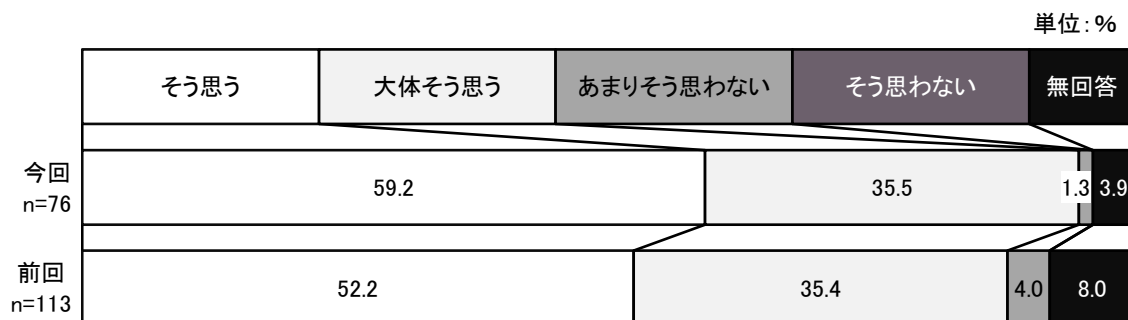 単位：％
そう思う 大体そう思う あまりそう思わない そう思わない 無回答
今回
n=76
59.2 35.5 1.3 3.9
前回
n=113
52.2 35.4 4.0 8.0